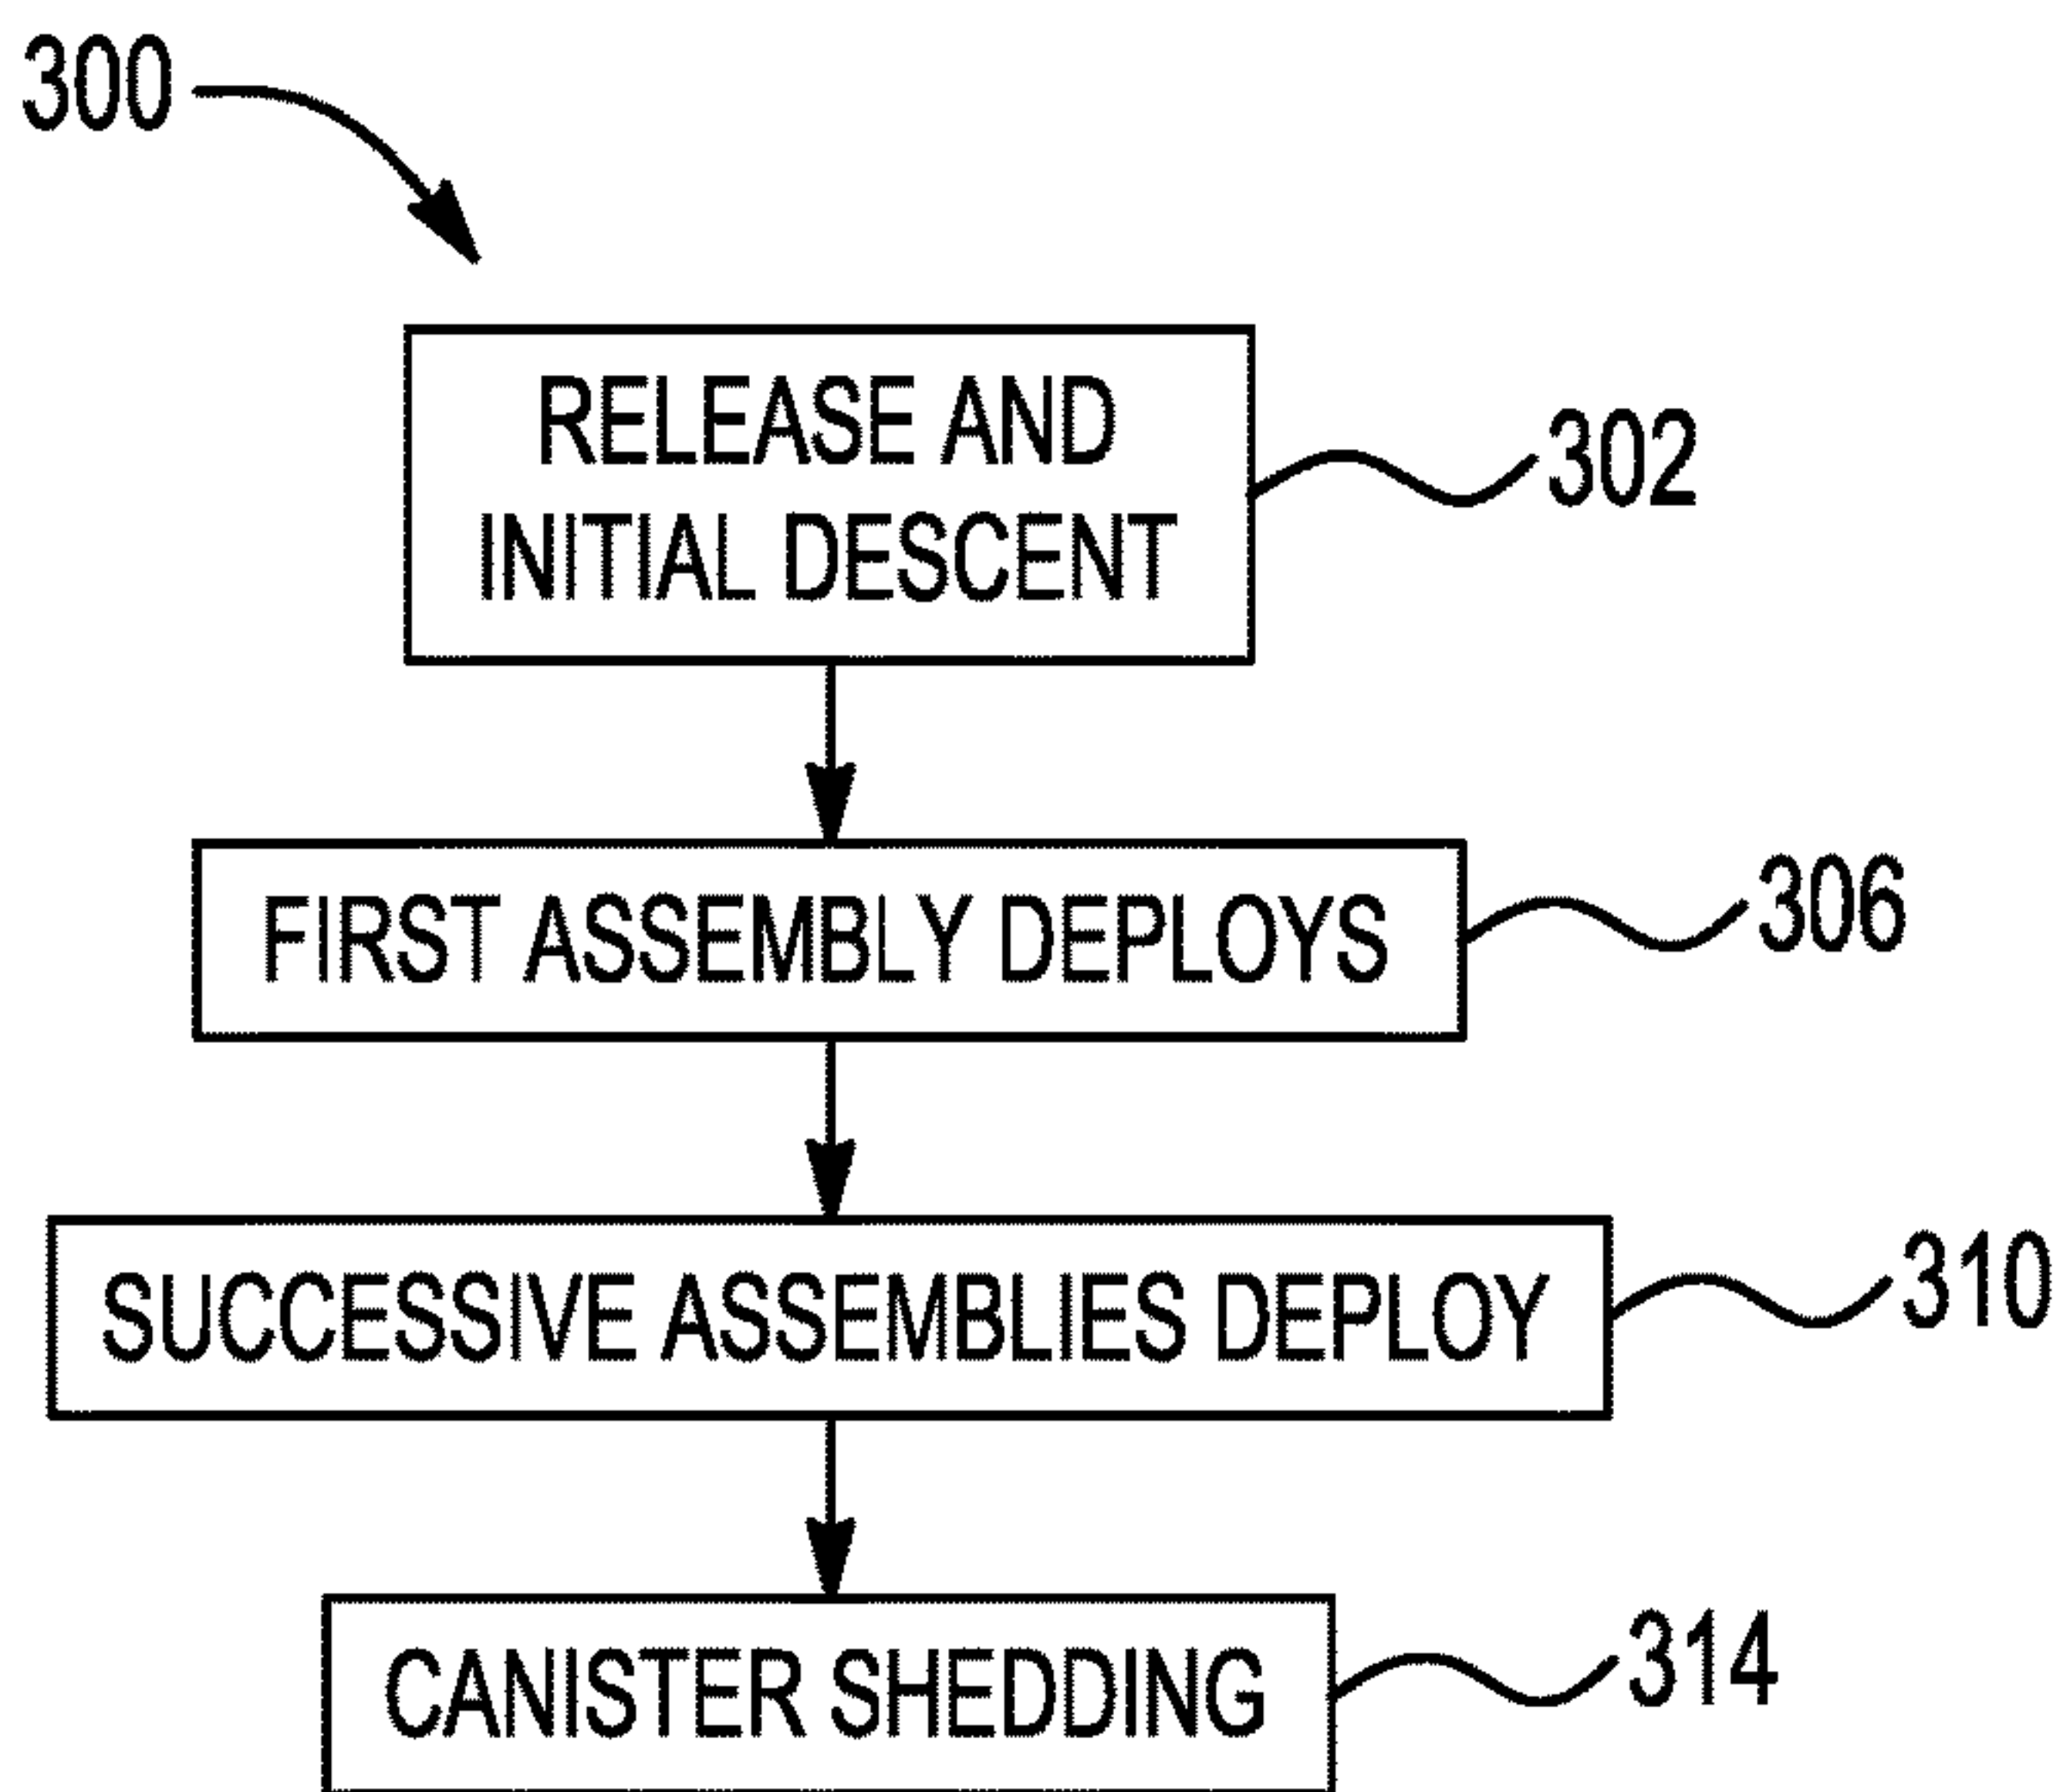 300
RELEASE AND
INITIAL DESCENT
302
FIRST ASSEMBLY DEPLOYS
306
SUCCESSIVE ASSEMBLIES DEPLOY
310
CANISTER SHEDDING
314